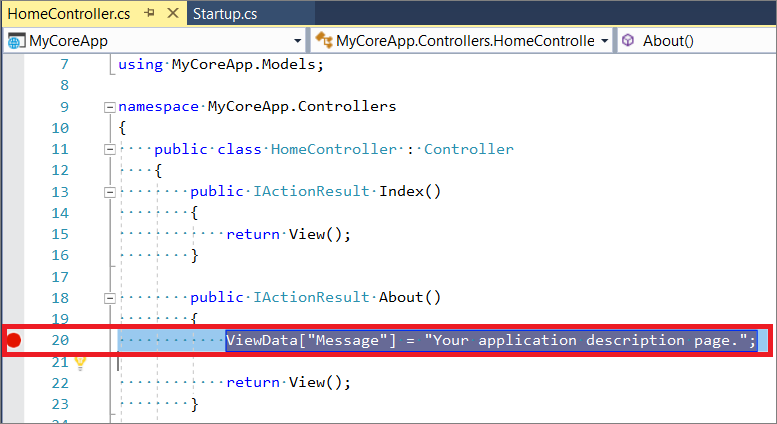 HomeController.cs Startup.cs
MyCoreApp MyCoreApp.Controllers.HomeControlle About()
7 using MyCoreApp.Models;
8
9 namespace MyCoreApp.Controllers
10 {
11 public class HomeController : Controller
12 {
13 public IActionResult Index()
14 {
15 return View();
16 }
17
18 public IActionResult About()
19 {
20 ViewData["Message"] = "Your application description page.";
21
22 return View();
23 }
24